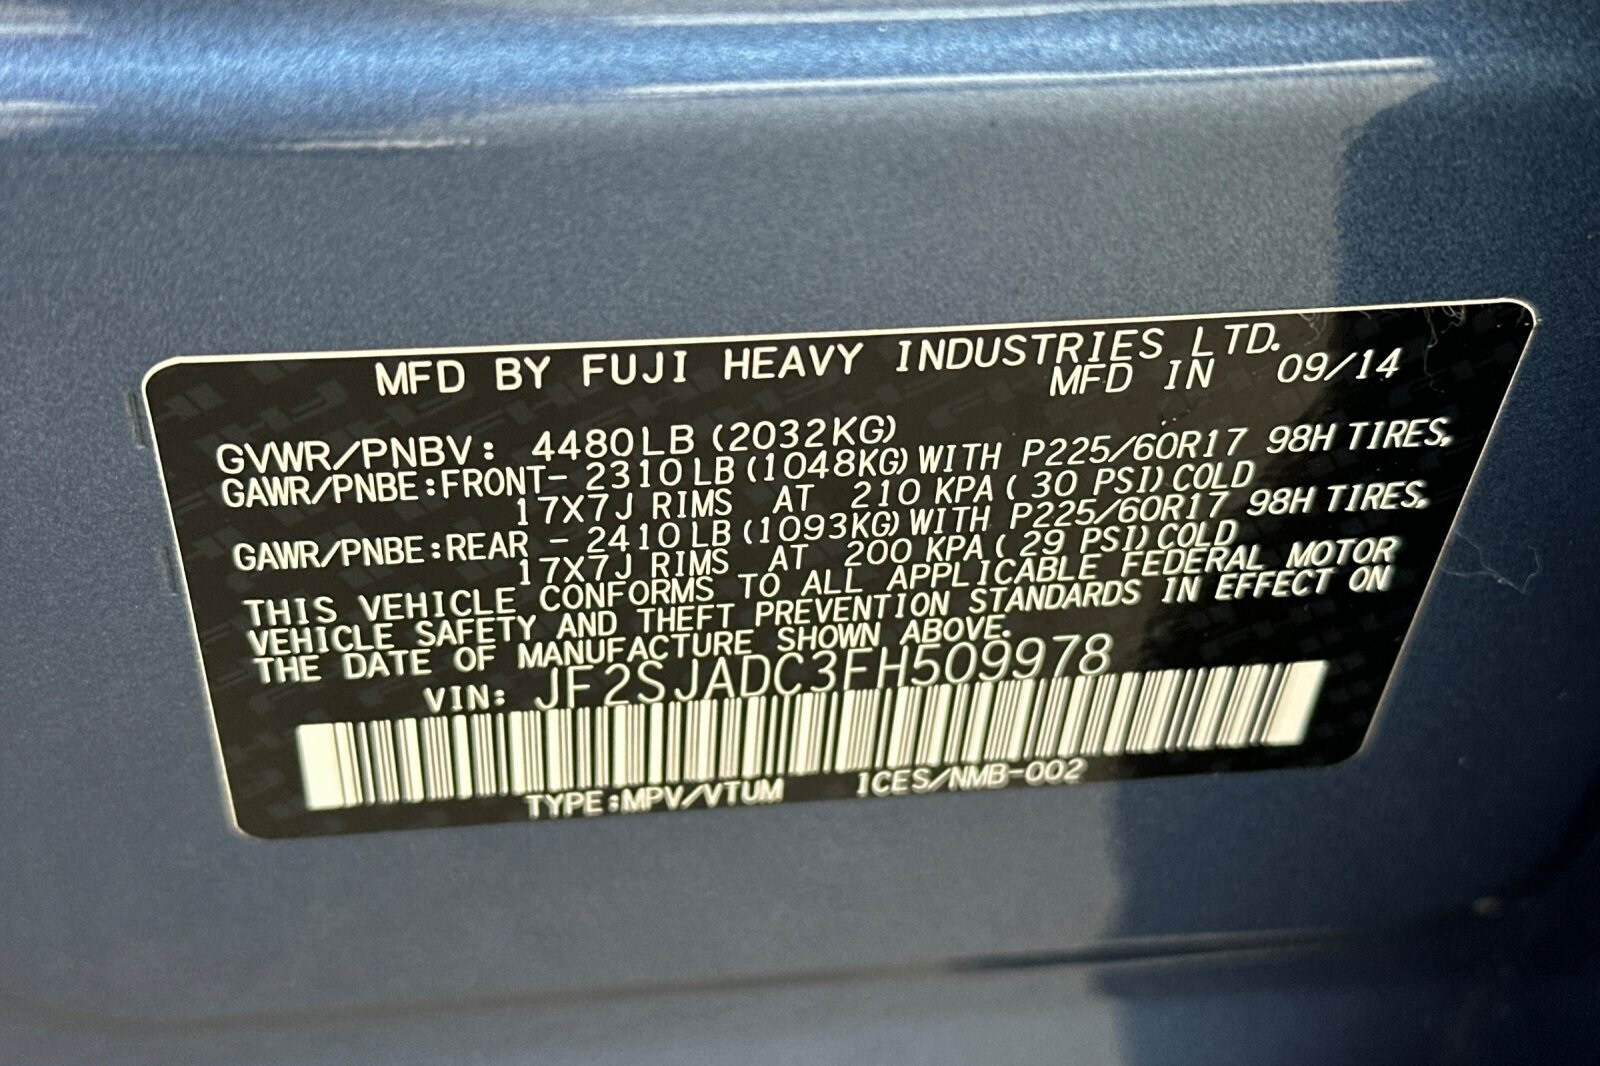 MFD BY FUJI HEAVY INDUSTRIES LTD.
MFD IN 09/14
GVWR/PNBV: 4480LB (2032KG)
GAWR/PNBE:FRONT- 2310LB (1048KG) WITH P225/60R17 98H TIRES,
17X7J RIMS AT 210 KPA ( 30 PSI) COLD
GAWR/PNBE:REAR - 2410LB (1093KG) WITH P225/60R17 98H TIRES,
17X7J RIMS AT 200 KPA ( 29 PSI) COLD
THIS VEHICLE CONFORMS TO ALL APPLICABLE FEDERAL MOTOR
VEHICLE SAFETY AND THEFT PREVENTION STANDARDS IN EFFECT ON
THE DATE OF MANUFACTURE SHOWN ABOVE.
VIN: JF2SJADC3FH509978
TYPE:MPV/VTUM ICES/NMB-002